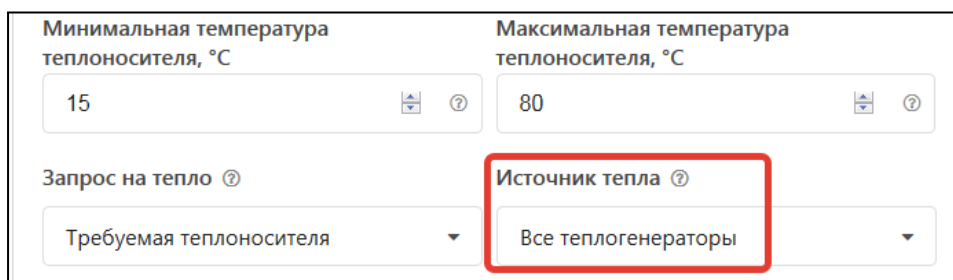 Минимальная температура
теплоносителя, °C
Максимальная температура
теплоносителя, °C
15
80
Запрос на тепло
Источник тепла
Требуемая теплоносителя
Все теплогенераторы